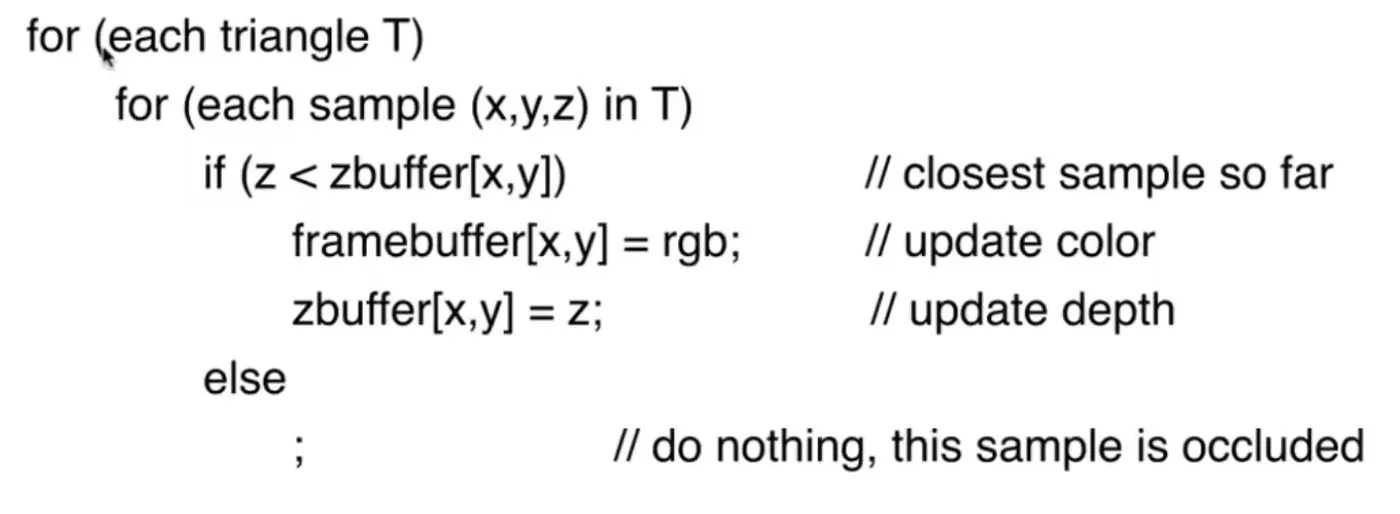 for (each triangle T)
for (each sample (x,y,z) in T)
if (z < zbuffer[x,y]) // closest sample so far
framebuffer[x,y] = rgb; // update color
zbuffer[x,y] = z; // update depth
else
; // do nothing, this sample is occluded